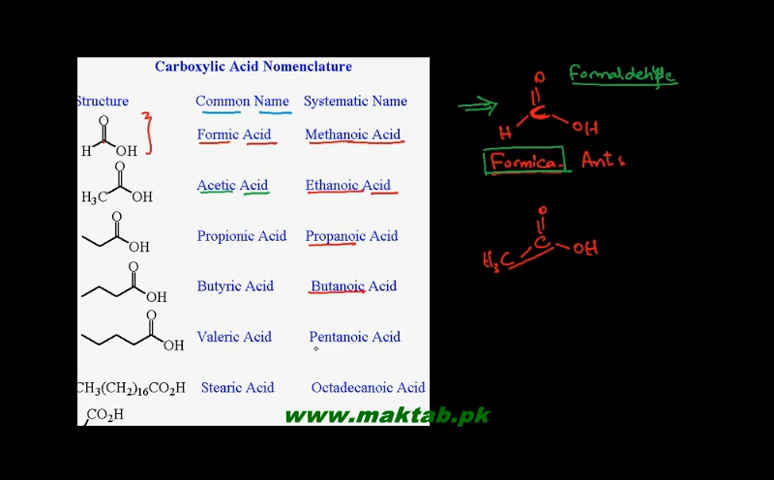 Carboxylic Acid Nomenclature
Structure Common Name Systematic Name
O
H OH Formic Acid Methanoic Acid
O
H3C OH Acetic Acid Ethanoic Acid
O
OH Propionic Acid Propanoic Acid
O
OH Butyric Acid Butanoic Acid
O
OH Valeric Acid Pentanoic Acid
CH3(CH2)16CO2H Stearic Acid Octadecanoic Acid
CO2H
www.maktab.pk
O Formaldehyde
C
H OH
Formica Ants
O
H3C C OH